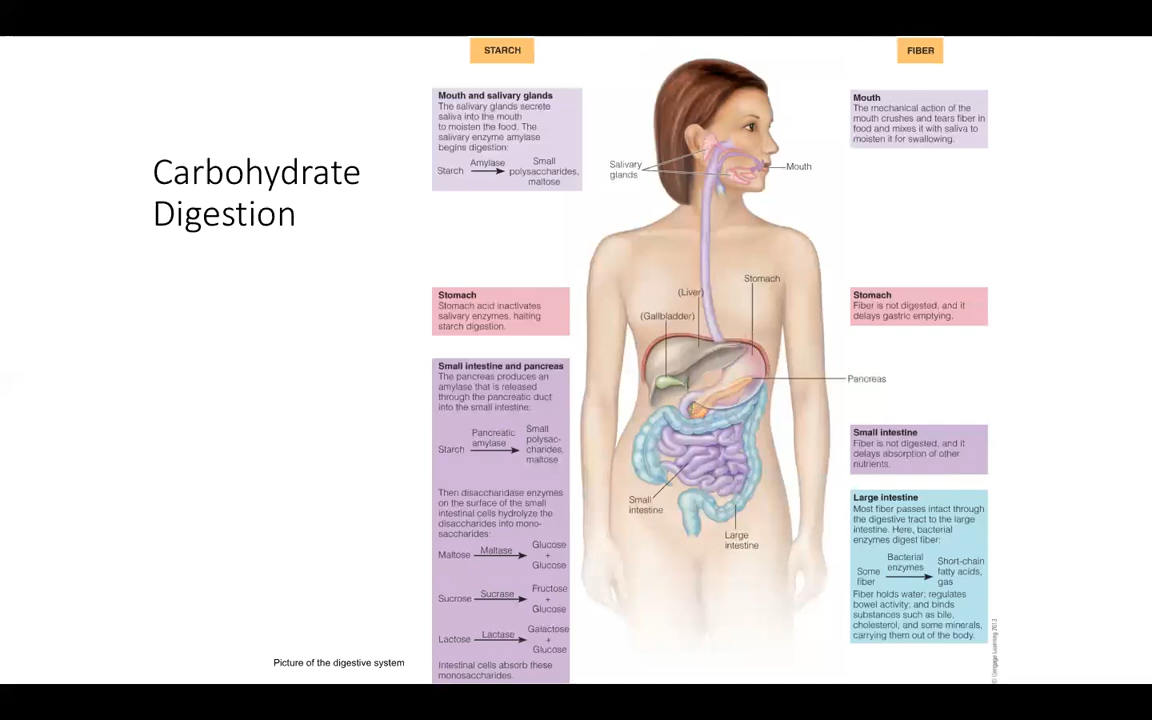 Carbohydrate
Digestion
STARCH
Mouth and salivary glands
The salivary glands secrete
saliva into the mouth
to moisten the food. The
salivary enzyme amylase
begins digestion:
Starch Amylase Small
polysaccharides,
maltose
Stomach
Stomach acid inactivates
salivary enzymes, halting
starch digestion.
Small intestine and pancreas
The pancreas produces an
amylase that is released
through the pancreatic duct
into the small intestine:
Starch Pancreatic
amylase
Small
polysac-
charides,
maltose
Then disaccharidase enzymes
on the surface of the small
intestinal cells hydrolyze the
disaccharides into mono-
saccharides:
Maltose Maltase Glucose
+
Glucose
Sucrose Sucrase Fructose
+
Glucose
Lactose Lactase Galactose
+
Glucose
Intestinal cells absorb these
monosaccharides.
Salivary
glands
Mouth
Stomach
(Liver)
(Gallbladder)
Pancreas
Small
intestine
Large
intestine
FIBER
Mouth
The mechanical action of the
mouth crushes and tears fiber in
food and mixes it with saliva to
moisten it for swallowing.
Stomach
Fiber is not digested, and it
delays gastric emptying.
Small intestine
Fiber is not digested, and it
delays absorption of other
nutrients.
Large intestine
Most fiber passes intact through
the digestive tract to the large
intestine. Here, bacterial
enzymes digest fiber:
Some
fiber
Bacterial
enzymes
Short-chain
fatty acids,
gas
Fiber holds water; regulates
bowel activity; and binds
substances such as bile,
cholesterol, and some minerals,
carrying them out of the body.
© Cengage Learning 2013
Picture of the digestive system